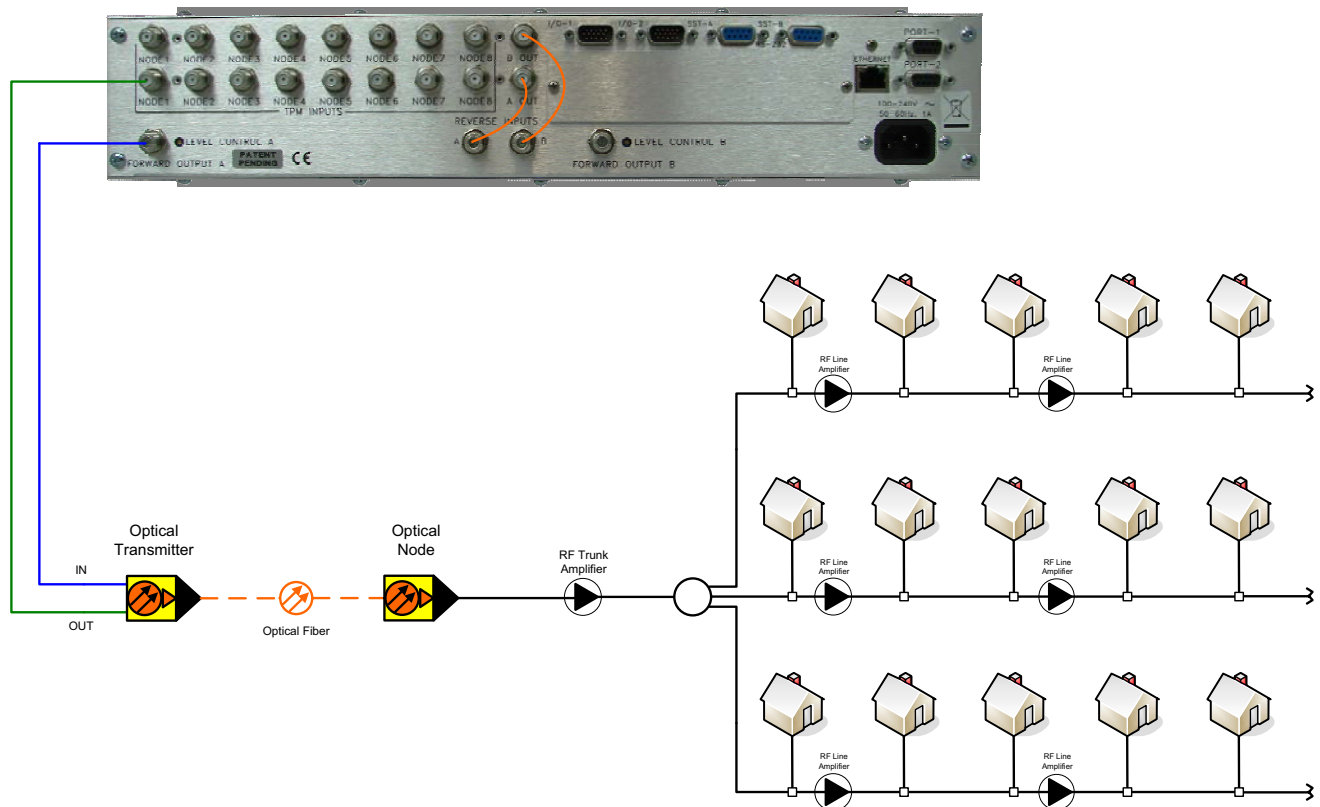 I/O-1 I/O-2 SST-A SST-B
RS-232
PORT-1
NODE1 NODE2 NODE3 NODE4 NODE5 NODE6 NODE7 NODE8 B OUT
ETHERNET PORT-2
NODE1 NODE2 NODE3 NODE4 NODE5 NODE6 NODE7 NODE8 A OUT
TPM INPUTS
100-240V
50 60Hz, 1A
REVERSE INPUTS
LEVEL CONTROL A A B LEVEL CONTROL B
FORWARD OUTPUT A PATENT
PENDING CE FORWARD OUTPUT B
RF Line
Amplifier
RF Line
Amplifier
Optical
Transmitter
Optical
Node
RF Trunk
Amplifier
RF Line
Amplifier
RF Line
Amplifier
IN
OUT
Optical Fiber
RF Line
Amplifier
RF Line
Amplifier